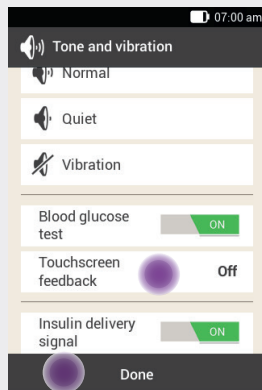 07:00 am
Tone and vibration
Normal
Quiet
Vibration
Blood glucose
test
ON
Touchscreen
feedback
Off
Insulin delivery
signal
ON
Done